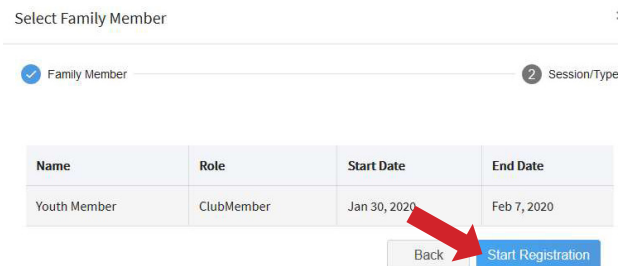 Select Family Member
Family Member
2 Session/Type
Name Role Start Date End Date
Youth Member ClubMember Jan 30, 2020 Feb 7, 2020
Back Start Registration